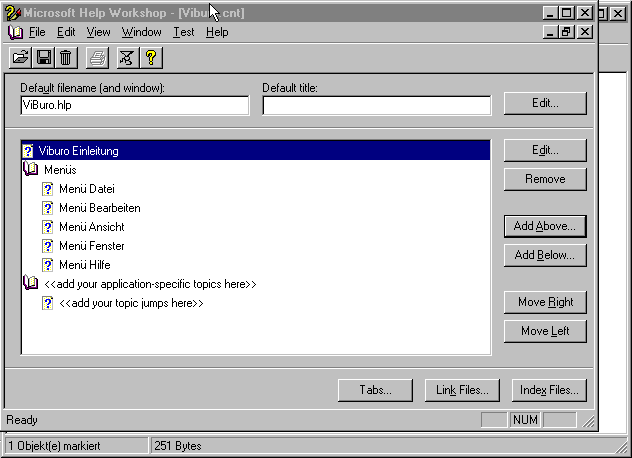 Microsoft Help Workshop - [Viburo.cnt]
File Edit View Window Test Help
Default filename (and window): Default title:
ViBuro.hlp Edit...
Viburo Einleitung Edit...
Menüs
Remove
Menü Datei
Menü Bearbeiten
Menü Ansicht Add Above...
Menü Fenster
Menü Hilfe Add Below...
<<add your application-specific topics here>>
<<add your topic jumps here>> Move Right
Move Left
Tabs... Link Files... Index Files...
Ready NUM
1 Objekt(e) markiert 251 Bytes